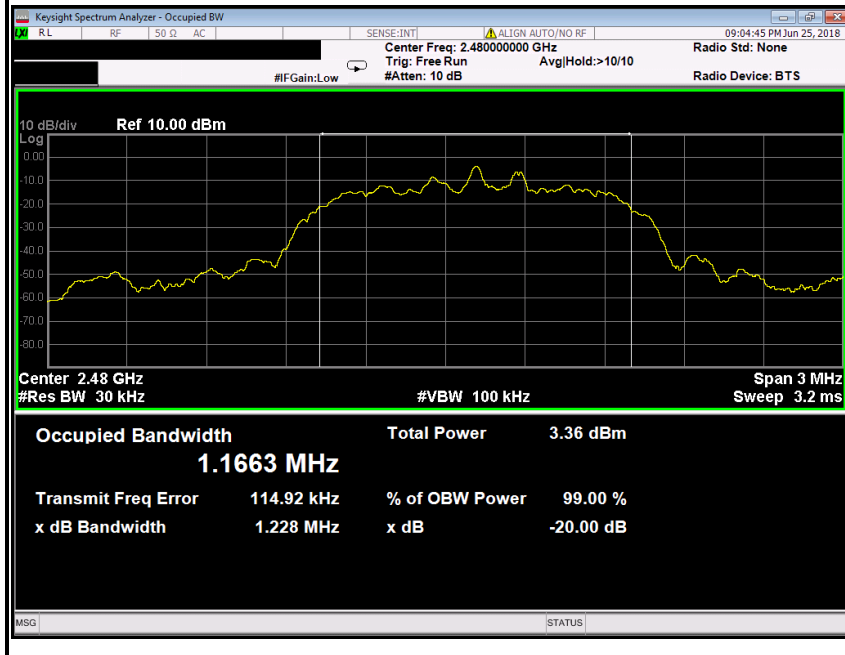 Keysight Spectrum Analyzer - Occupied BW
LXI RL RF 50 Ω AC SENSE:INT ALIGN AUTO/NO RF 09:04:45 PM Jun 25, 2018
Center Freq: 2.480000000 GHz Radio Std: None
Trig: Free Run Avg|Hold:>10/10
#IFGain:Low #Atten: 10 dB Radio Device: BTS
10 dB/div Ref 10.00 dBm
Log
0.00
-10.0
-20.0
-30.0
-40.0
-50.0
-60.0
-70.0
-80.0
Center 2.48 GHz Span 3 MHz
#Res BW 30 kHz #VBW 100 kHz Sweep 3.2 ms
Occupied Bandwidth Total Power 3.36 dBm
1.1663 MHz
Transmit Freq Error 114.92 kHz % of OBW Power 99.00 %
x dB Bandwidth 1.228 MHz x dB -20.00 dB
MSG STATUS